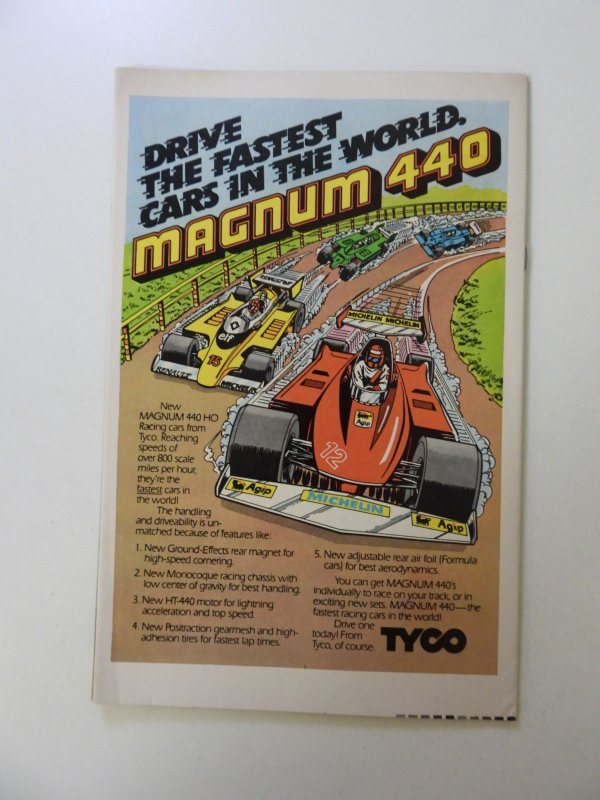 DRIVE
THE FASTEST
CARS IN THE WORLD.
MAGNUM 440
RENAULT
elf
15
RENAULT
MICHELIN
MICHELIN MICHELIN
Agip
12
Agip
MICHELIN
Agip
New
MAGNUM 440 HO
Racing cars from
Tyco. Reaching
speeds of
over 800 scale
miles per hour,
they're the
fastest cars in
the world!
The handling
and driveability is un-
matched because of features like:
1. New Ground-Effects rear magnet for
high-speed cornering.
2. New Monocoque racing chassis with
low center of gravity for best handling.
3. New HT-440 motor for lightning
acceleration and top speed.
4. New Positraction gearmesh and high-
adhesion tires for fastest lap times.
5. New adjustable rear air foil (Formula
cars) for best aerodynamics.
You can get MAGNUM 440's
individually to race on your track, or in
exciting new sets. MAGNUM 440—the
fastest racing cars in the world!
Drive one
today! From
Tyco, of course.
TYCO